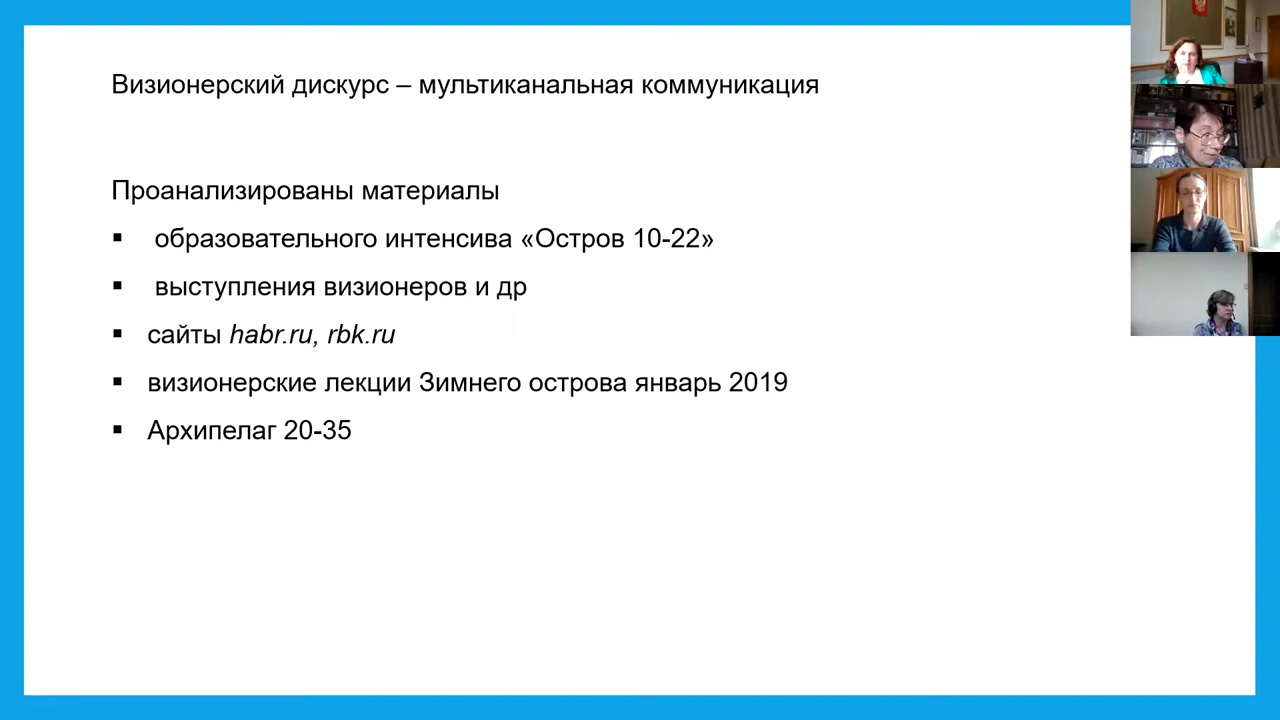 Визионерский дискурс – мультиканальная коммуникация
Проанализированы материалы
▪ образовательного интенсива «Остров 10-22»
▪ выступления визионеров и др
▪ сайты habr.ru, rbk.ru
▪ визионерские лекции Зимнего острова январь 2019
▪ Архипелаг 20-35